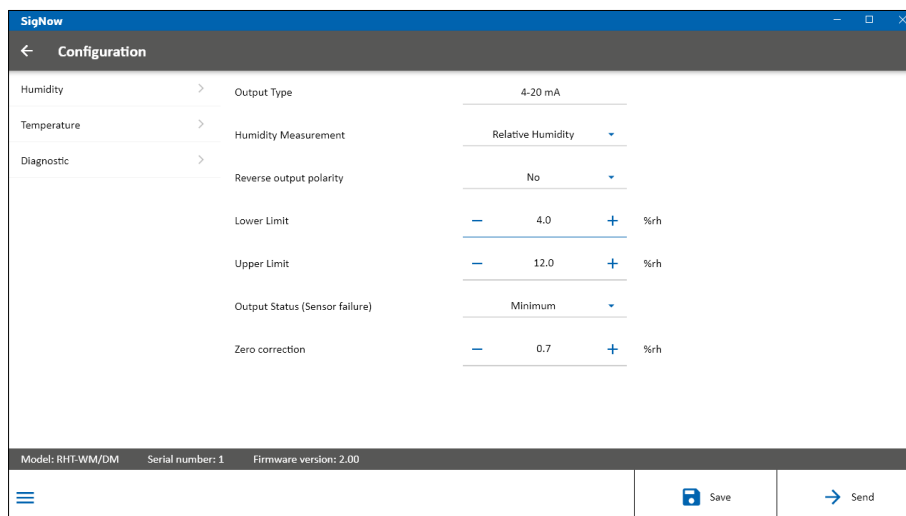 SigNow
Configuration
Humidity
Temperature
Diagnostic
Output Type 4-20 mA
Humidity Measurement Relative Humidity
Reverse output polarity No
Lower Limit 4.0 %rh
Upper Limit 12.0 %rh
Output Status (Sensor failure) Minimum
Zero correction 0.7 %rh
Model: RHT-WM/DM Serial number: 1 Firmware version: 2.00
Save Send